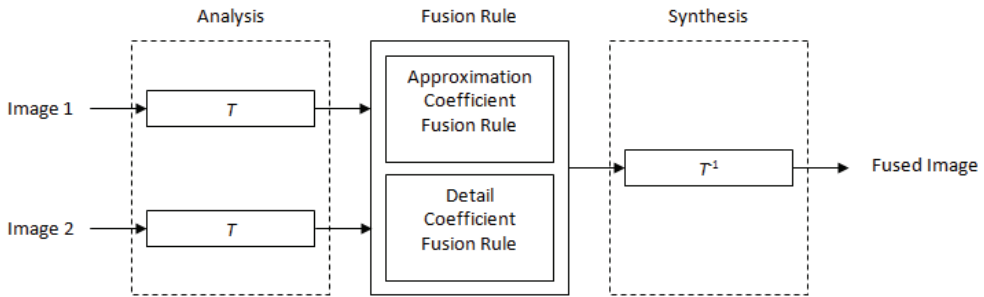 Analysis
Fusion Rule
Synthesis
Image 1
T
Approximation
Coefficient
Fusion Rule
T-1
Fused Image
Image 2
T
Detail
Coefficient
Fusion Rule